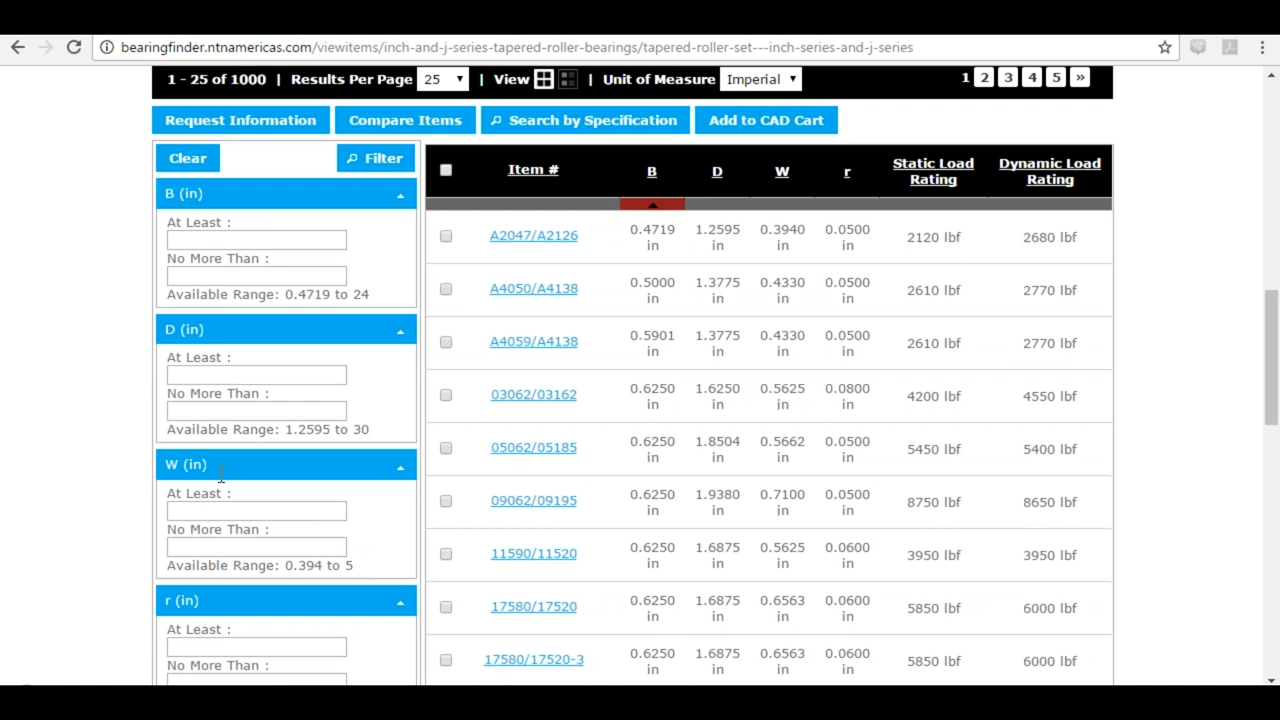 bearingfinder.ntnamericas.com/viewitems/inch-and-j-series-tapered-roller-bearings/tapered-roller-set---inch-series-and-j-series
1 - 25 of 1000 | Results Per Page 25 | View | Unit of Measure Imperial 1 2 3 4 5 »
Request Information Compare Items Search by Specification Add to CAD Cart
Clear Filter
B (in)
At Least :
No More Than :
Available Range: 0.4719 to 24
D (in)
At Least :
No More Than :
Available Range: 1.2595 to 30
W (in)
At Least :
No More Than :
Available Range: 0.394 to 5
r (in)
At Least :
No More Than :
Item # B D W r Static Load Rating Dynamic Load Rating
A2047/A2126 0.4719 in 1.2595 in 0.3940 in 0.0500 in 2120 lbf 2680 lbf
A4050/A4138 0.5000 in 1.3775 in 0.4330 in 0.0500 in 2610 lbf 2770 lbf
A4059/A4138 0.5901 in 1.3775 in 0.4330 in 0.0500 in 2610 lbf 2770 lbf
03062/03162 0.6250 in 1.6250 in 0.5625 in 0.0800 in 4200 lbf 4550 lbf
05062/05185 0.6250 in 1.8504 in 0.5662 in 0.0500 in 5450 lbf 5400 lbf
09062/09195 0.6250 in 1.9380 in 0.7100 in 0.0500 in 8750 lbf 8650 lbf
11590/11520 0.6250 in 1.6875 in 0.5625 in 0.0600 in 3950 lbf 3950 lbf
17580/17520 0.6250 in 1.6875 in 0.6563 in 0.0600 in 5850 lbf 6000 lbf
17580/17520-3 0.6250 in 1.6875 in 0.6563 in 0.0600 in 5850 lbf 6000 lbf